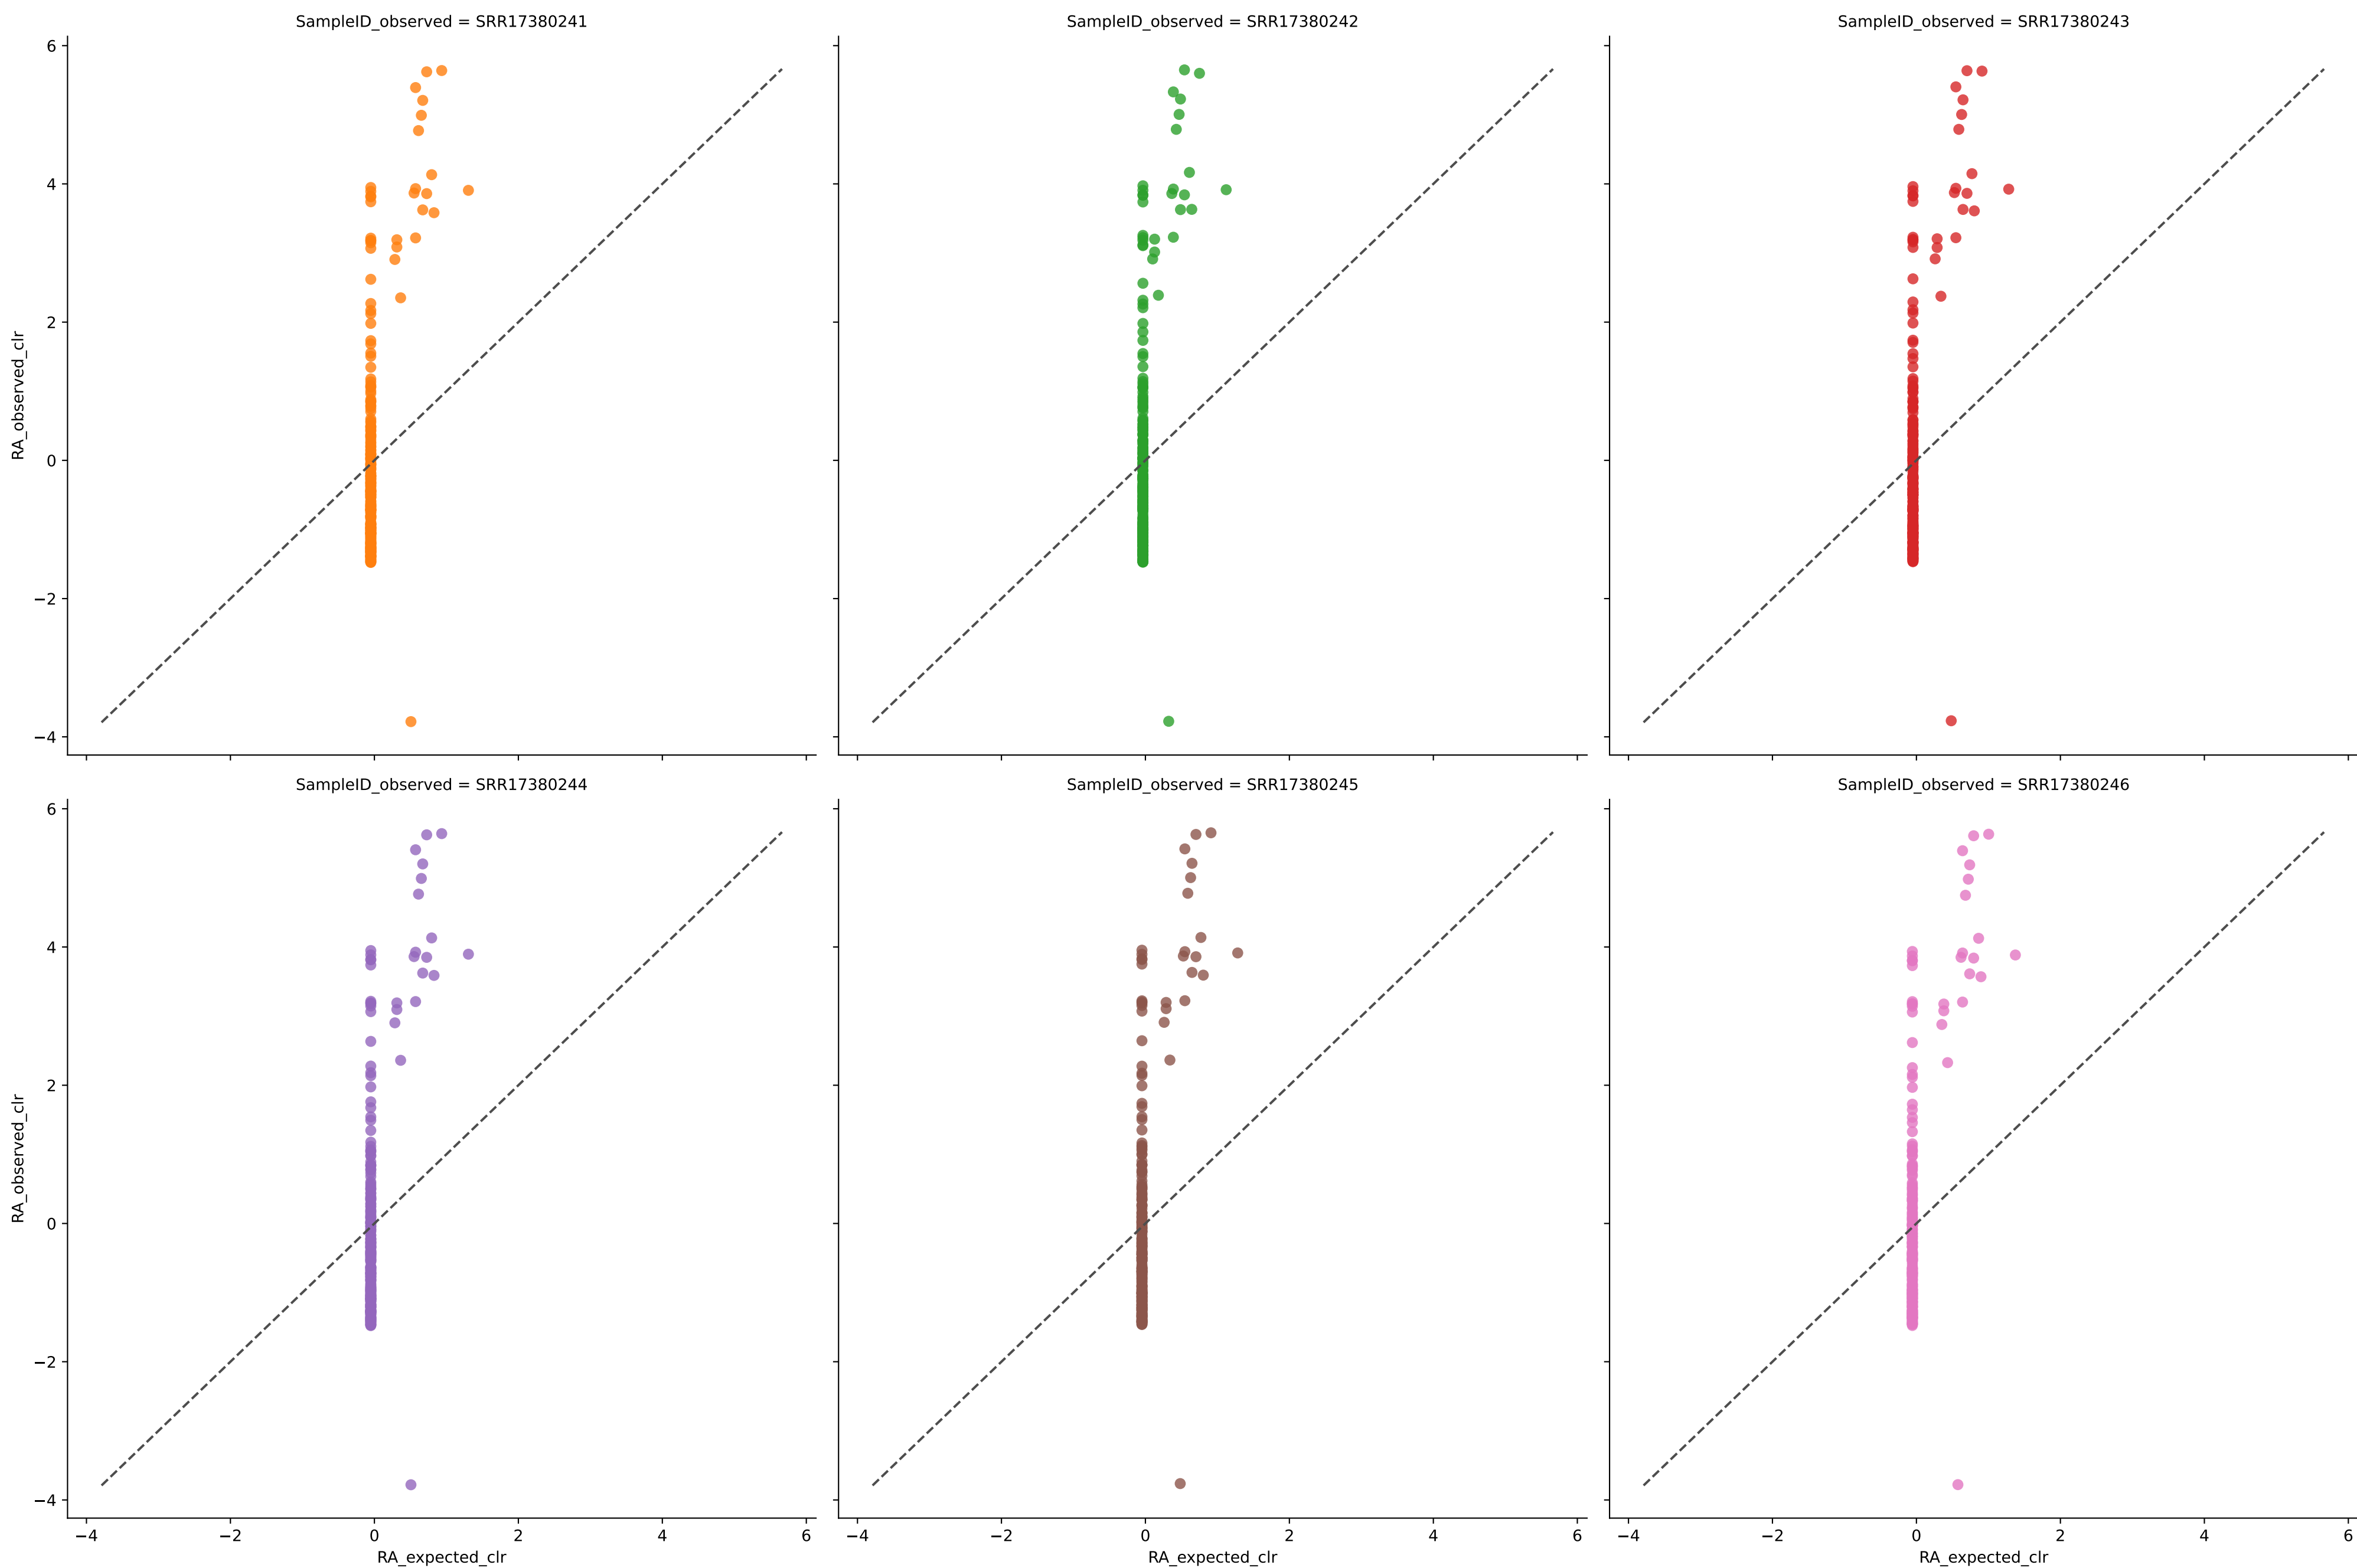 SampleID_observed = SRR17380241
SampleID_observed = SRR17380242
SampleID_observed = SRR17380243
6
4
2
0
−2
−4
RA_observed_clr
SampleID_observed = SRR17380244
SampleID_observed = SRR17380245
SampleID_observed = SRR17380246
6
4
2
0
−2
−4
RA_observed_clr
−4 −2 0 2 4 6
−4 −2 0 2 4 6
−4 −2 0 2 4 6
RA_expected_clr
RA_expected_clr
RA_expected_clr